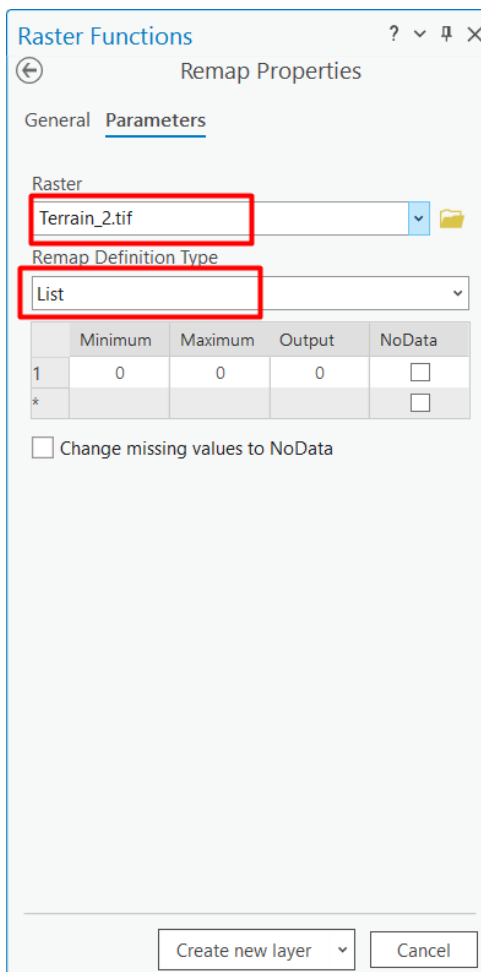 Raster Functions ?
Remap Properties
General Parameters
Raster
Terrain_2.tif
Remap Definition Type
List
Minimum Maximum Output NoData
1 0 0 0
*
Change missing values to NoData
Create new layer Cancel